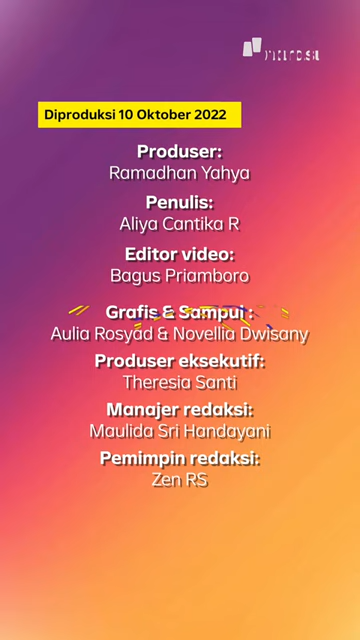 Diproduksi 10 Oktober 2022
Produser:
Ramadhan Yahya
Penulis:
Aliya Cantika R
Editor video:
Bagus Priamboro
Grafis & Sampul :
Aulia Rosyad & Novellia Dwisany
Produser eksekutif:
Theresia Santi
Manajer redaksi:
Maulida Sri Handayani
Pemimpin redaksi:
Zen RS